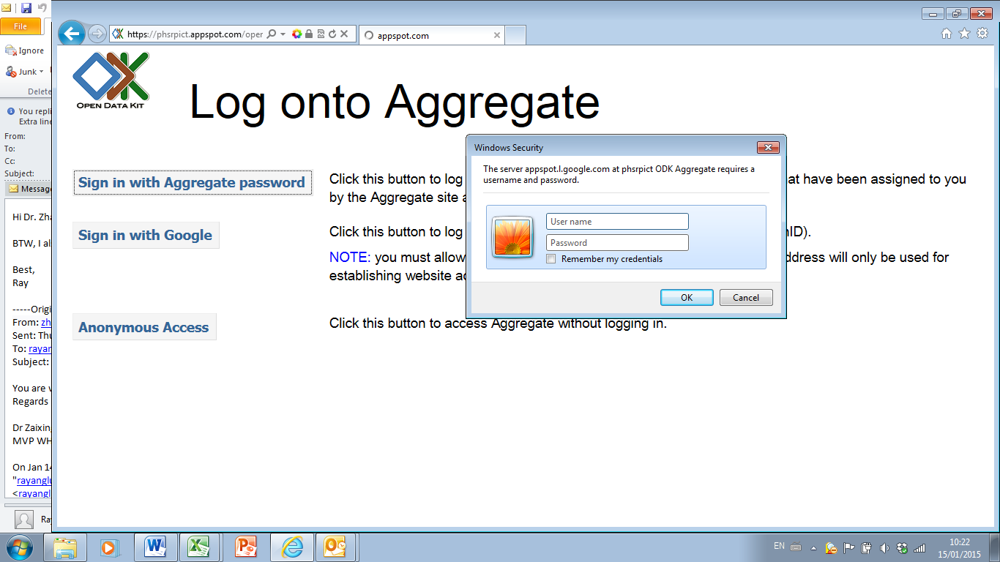 File
https://phsrpict.appspot.com/oper
appspot.com
Ignore
Junk
Delete
You repli
Extra line
From:
To:
Cc:
Subject:
Message
OPEN DATA KIT
Log onto Aggregate
Sign in with Aggregate password
Click this button to log
at have been assigned to you
by the Aggregate site a
Sign in with Google
Click this button to log
nID).
NOTE: you must allow
ddress will only be used for
establishing website ac
Anonymous Access
Click this button to access Aggregate without logging in.
Windows Security
The server appspot.l.google.com at phsrpict ODK Aggregate requires a
username and password.
User name
Password
Remember my credentials
OK
Cancel
Hi Dr. Zha
BTW, I al
Best,
Ray
-----Origi
From: zh
Sent: Thu
To: rayan
Subject:
You are w
Regards
Dr Zaixin
MVP WH
On Jan 14
"rayanglu
<rayangl
Ra
EN
10:22
15/01/2015